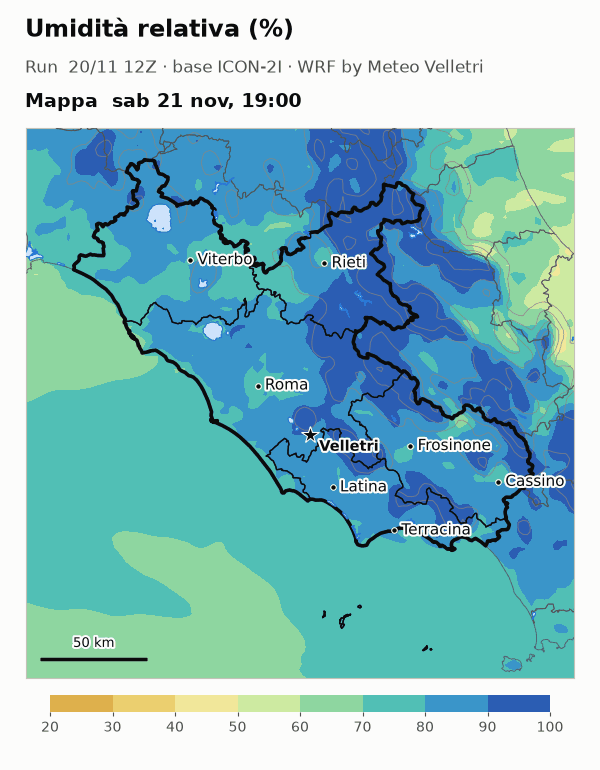 Umidità relativa (%)
Run  20/11 12Z · base ICON-2I · WRF by Meteo Velletri
Mappa  sab 21 nov, 19:00
Viterbo
Rieti
Roma
Velletri
Frosinone
Cassino
Latina
Terracina
50 km
20 30 40 50 60 70 80 90 100